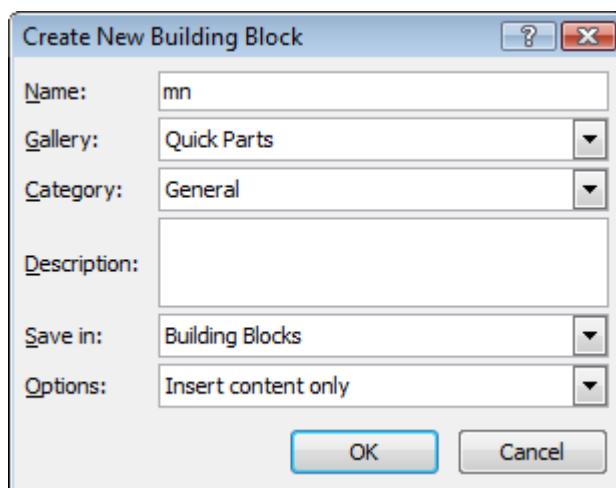 Create New Building Block
Name: mn
Gallery: Quick Parts
Category: General
Description:
Save in: Building Blocks
Options: Insert content only
OK Cancel